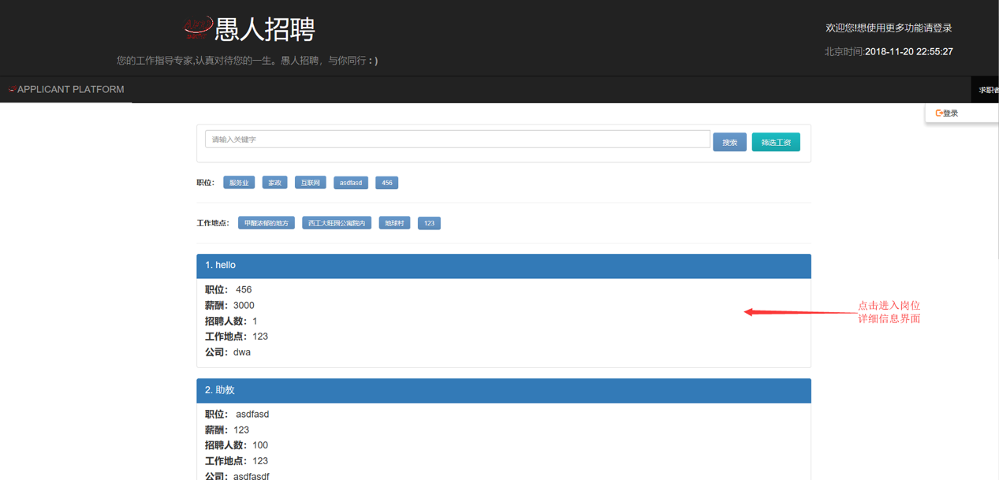 愚人招聘
欢迎您!想使用更多功能请登录
您的工作指导专家,认真对待您的一生。愚人招聘，与你同行 : )
北京时间:2018-11-20 22:55:27
APPLICANT PLATFORM
求职者
登录
请输入关键字
搜索
筛选工资
职位： 服务业 家政 互联网 asdfasd 456
工作地点： 甲醛浓郁的地方 西工大旺园公寓院内 地球村 123
1. hello
职位： 456
薪酬：3000
招聘人数：1
工作地点：123
公司：dwa
点击进入岗位
详细信息界面
2. 助教
职位： asdfasd
薪酬：123
招聘人数：100
工作地点：123
公司：asdfasdf